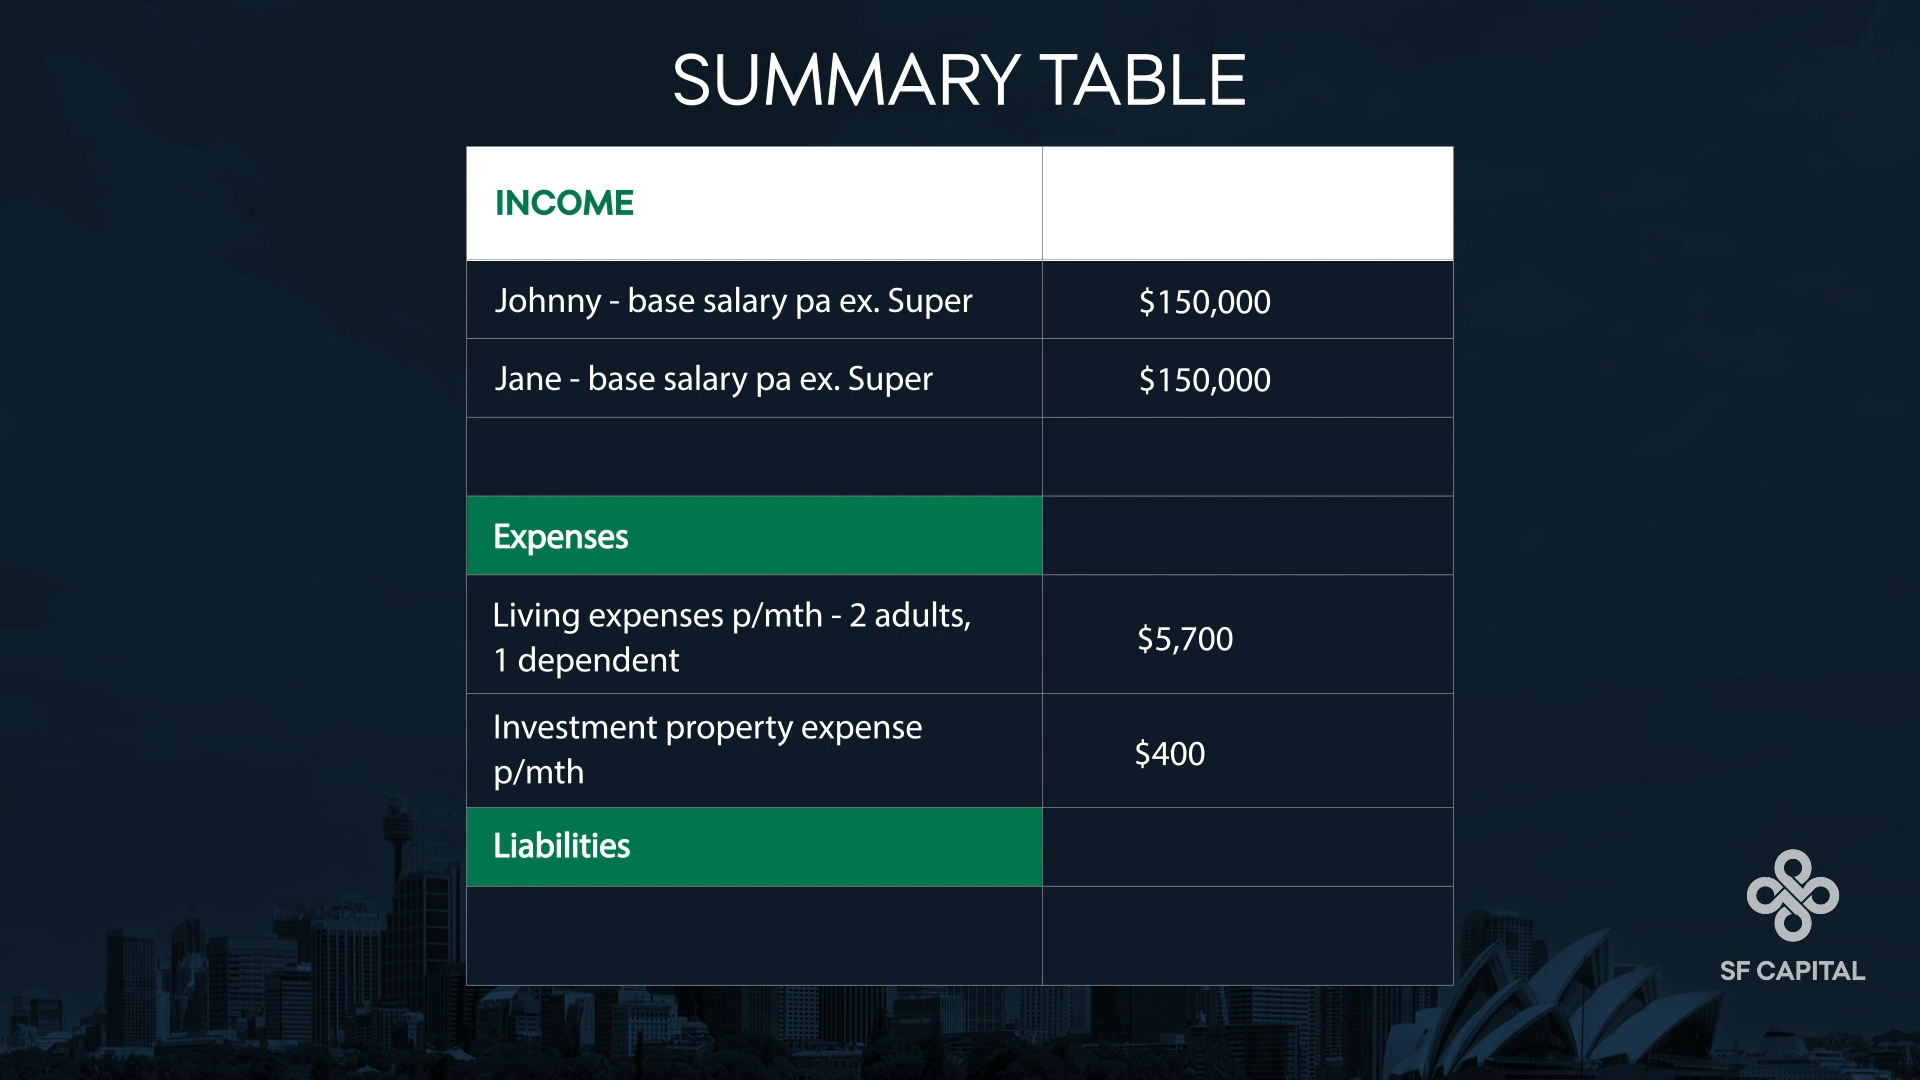 SUMMARY TABLE
INCOME
Johnny - base salary pa ex. Super
$150,000
Jane - base salary pa ex. Super
$150,000
Expenses
Living expenses p/mth - 2 adults,
1 dependent
$5,700
Investment property expense
p/mth
$400
Liabilities
SF CAPITAL